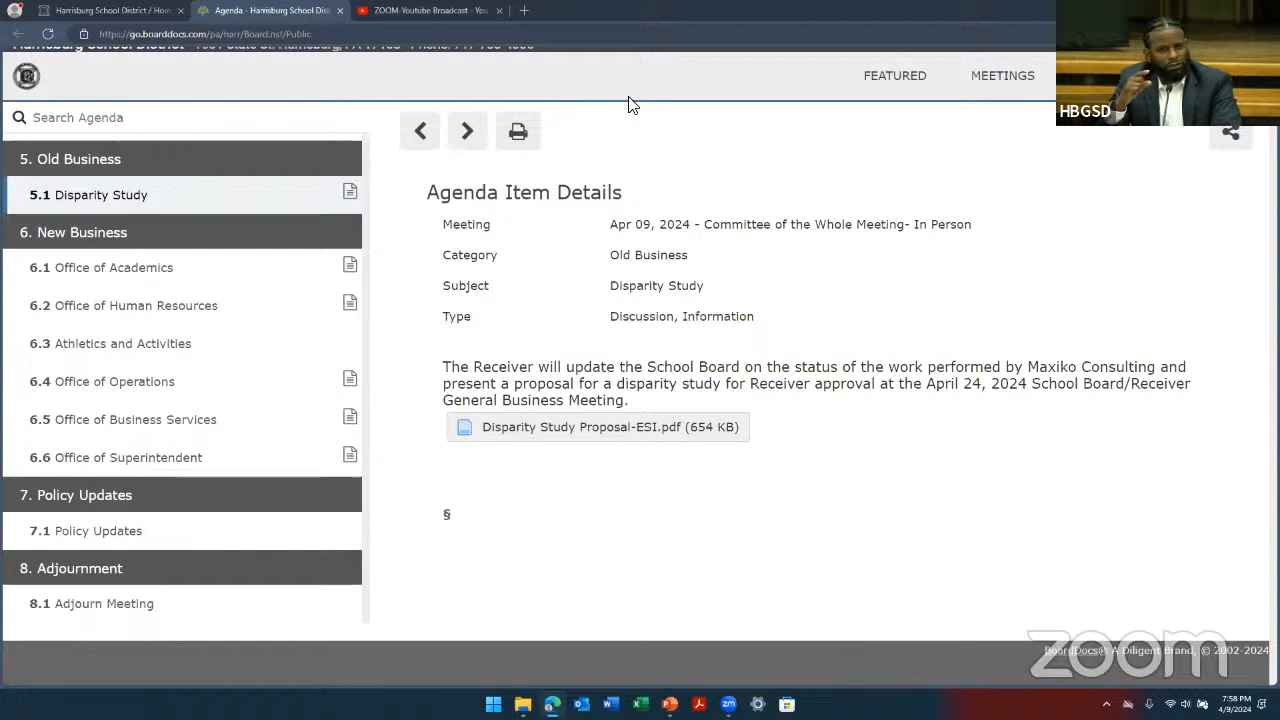 Harrisburg School District / Hom
Agenda - Harrisburg School Distri
ZOOM-Youtube Broadcast - You
https://go.boarddocs.com/pa/harr/Board.nsf/Public
Harrisburg School District
FEATURED
MEETINGS
HBGSD
Search Agenda
5. Old Business
5.1 Disparity Study
6. New Business
6.1 Office of Academics
6.2 Office of Human Resources
6.3 Athletics and Activities
6.4 Office of Operations
6.5 Office of Business Services
6.6 Office of Superintendent
7. Policy Updates
7.1 Policy Updates
8. Adjournment
8.1 Adjourn Meeting
Agenda Item Details
Meeting Apr 09, 2024 - Committee of the Whole Meeting- In Person
Category Old Business
Subject Disparity Study
Type Discussion, Information
The Receiver will update the School Board on the status of the work performed by Maxiko Consulting and
present a proposal for a disparity study for Receiver approval at the April 24, 2024 School Board/Receiver
General Business Meeting.
Disparity Study Proposal-ESI.pdf (654 KB)
§
zoom
BoardDocs® A Diligent Brand, © 2002-2024
7:58 PM
4/9/2024